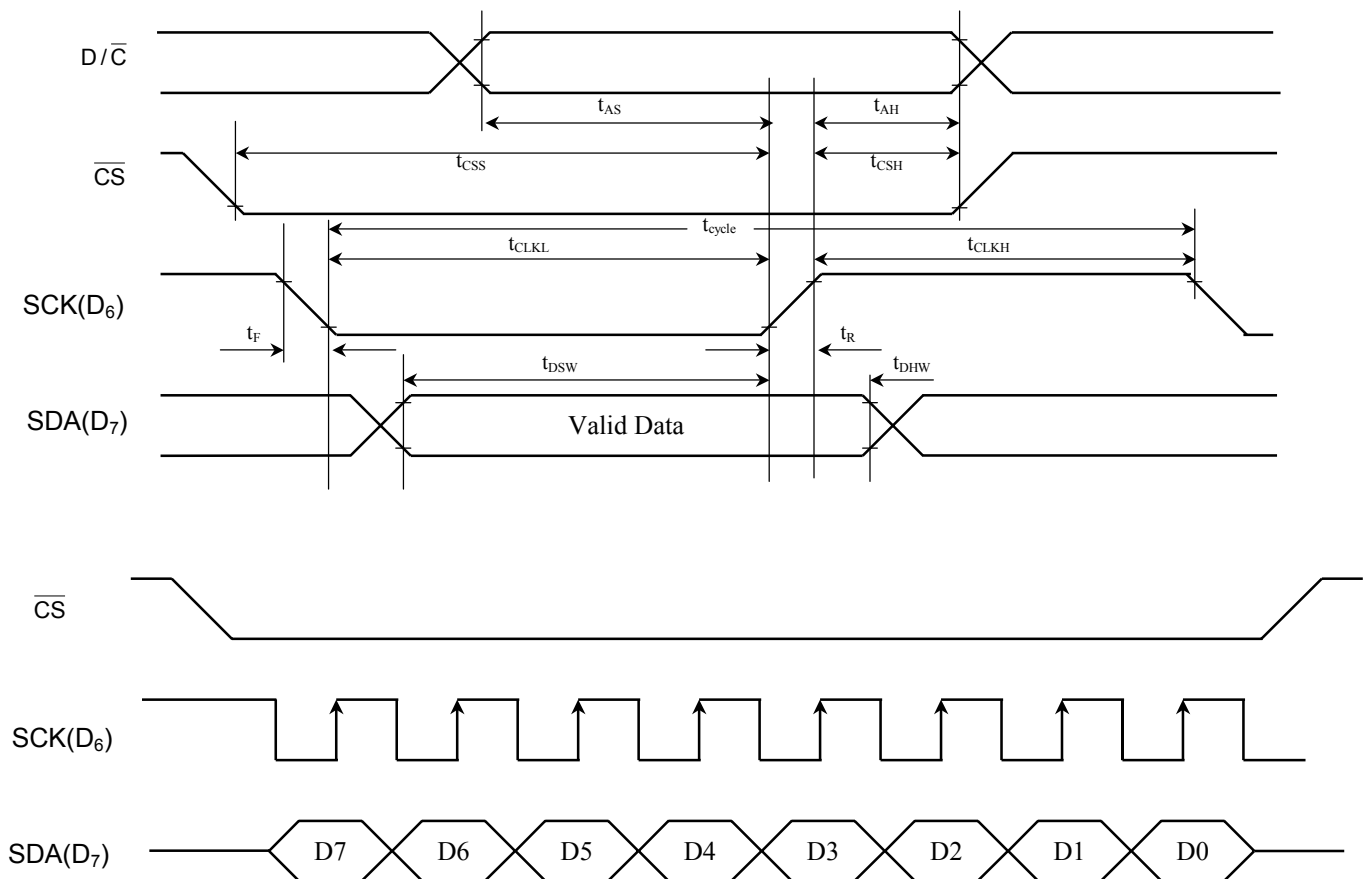 D/C̅
t_AS t_AH
C̅S̅
t_CSS t_CSH
t_cycle
t_CLKL t_CLKH
SCK(D₆)
t_F t_R
t_DSW t_DHW
SDA(D₇) Valid Data
C̅S̅
SCK(D₆)
SDA(D₇) D7 D6 D5 D4 D3 D2 D1 D0